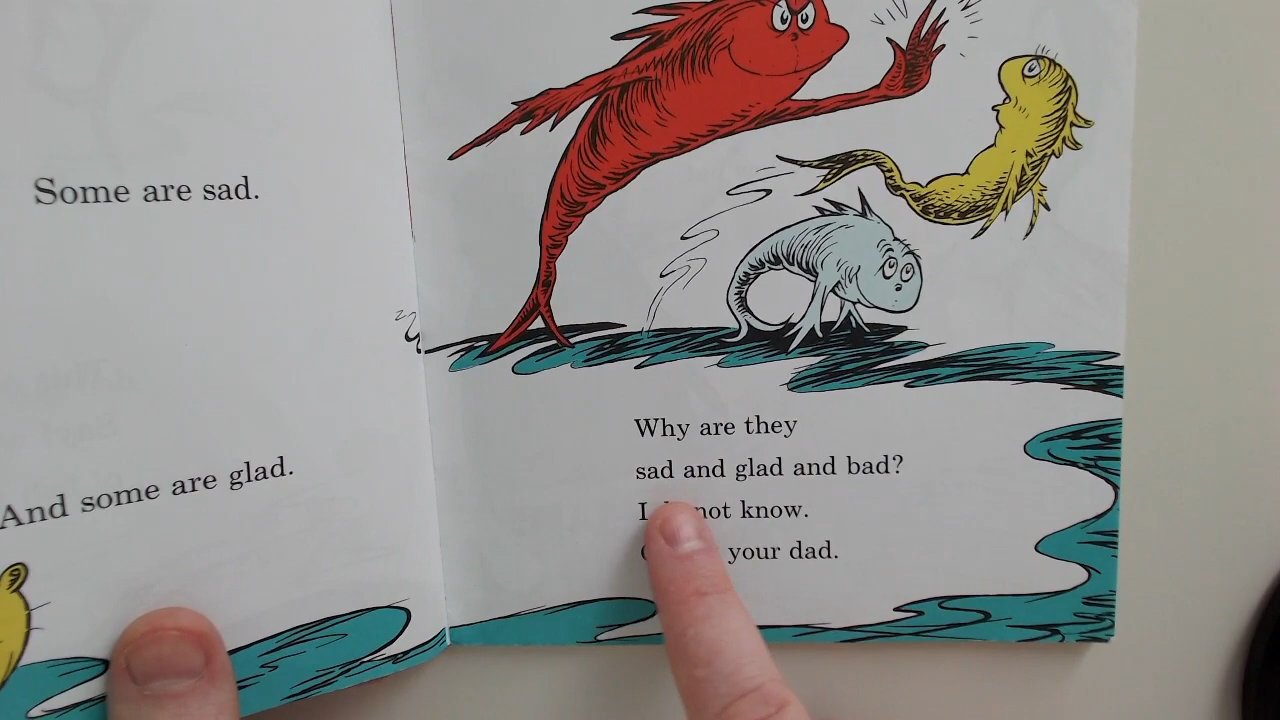 Some are sad.
And some are glad.
Why are they
sad and glad and bad?
I not know.
your dad.